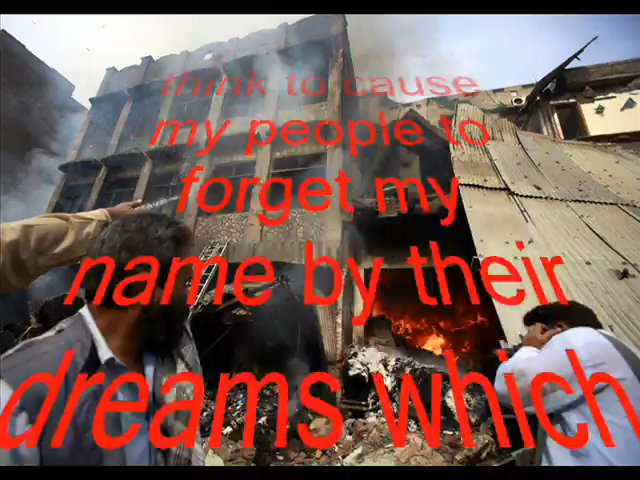 think to cause
my people to
forget my
name by their
dreams which